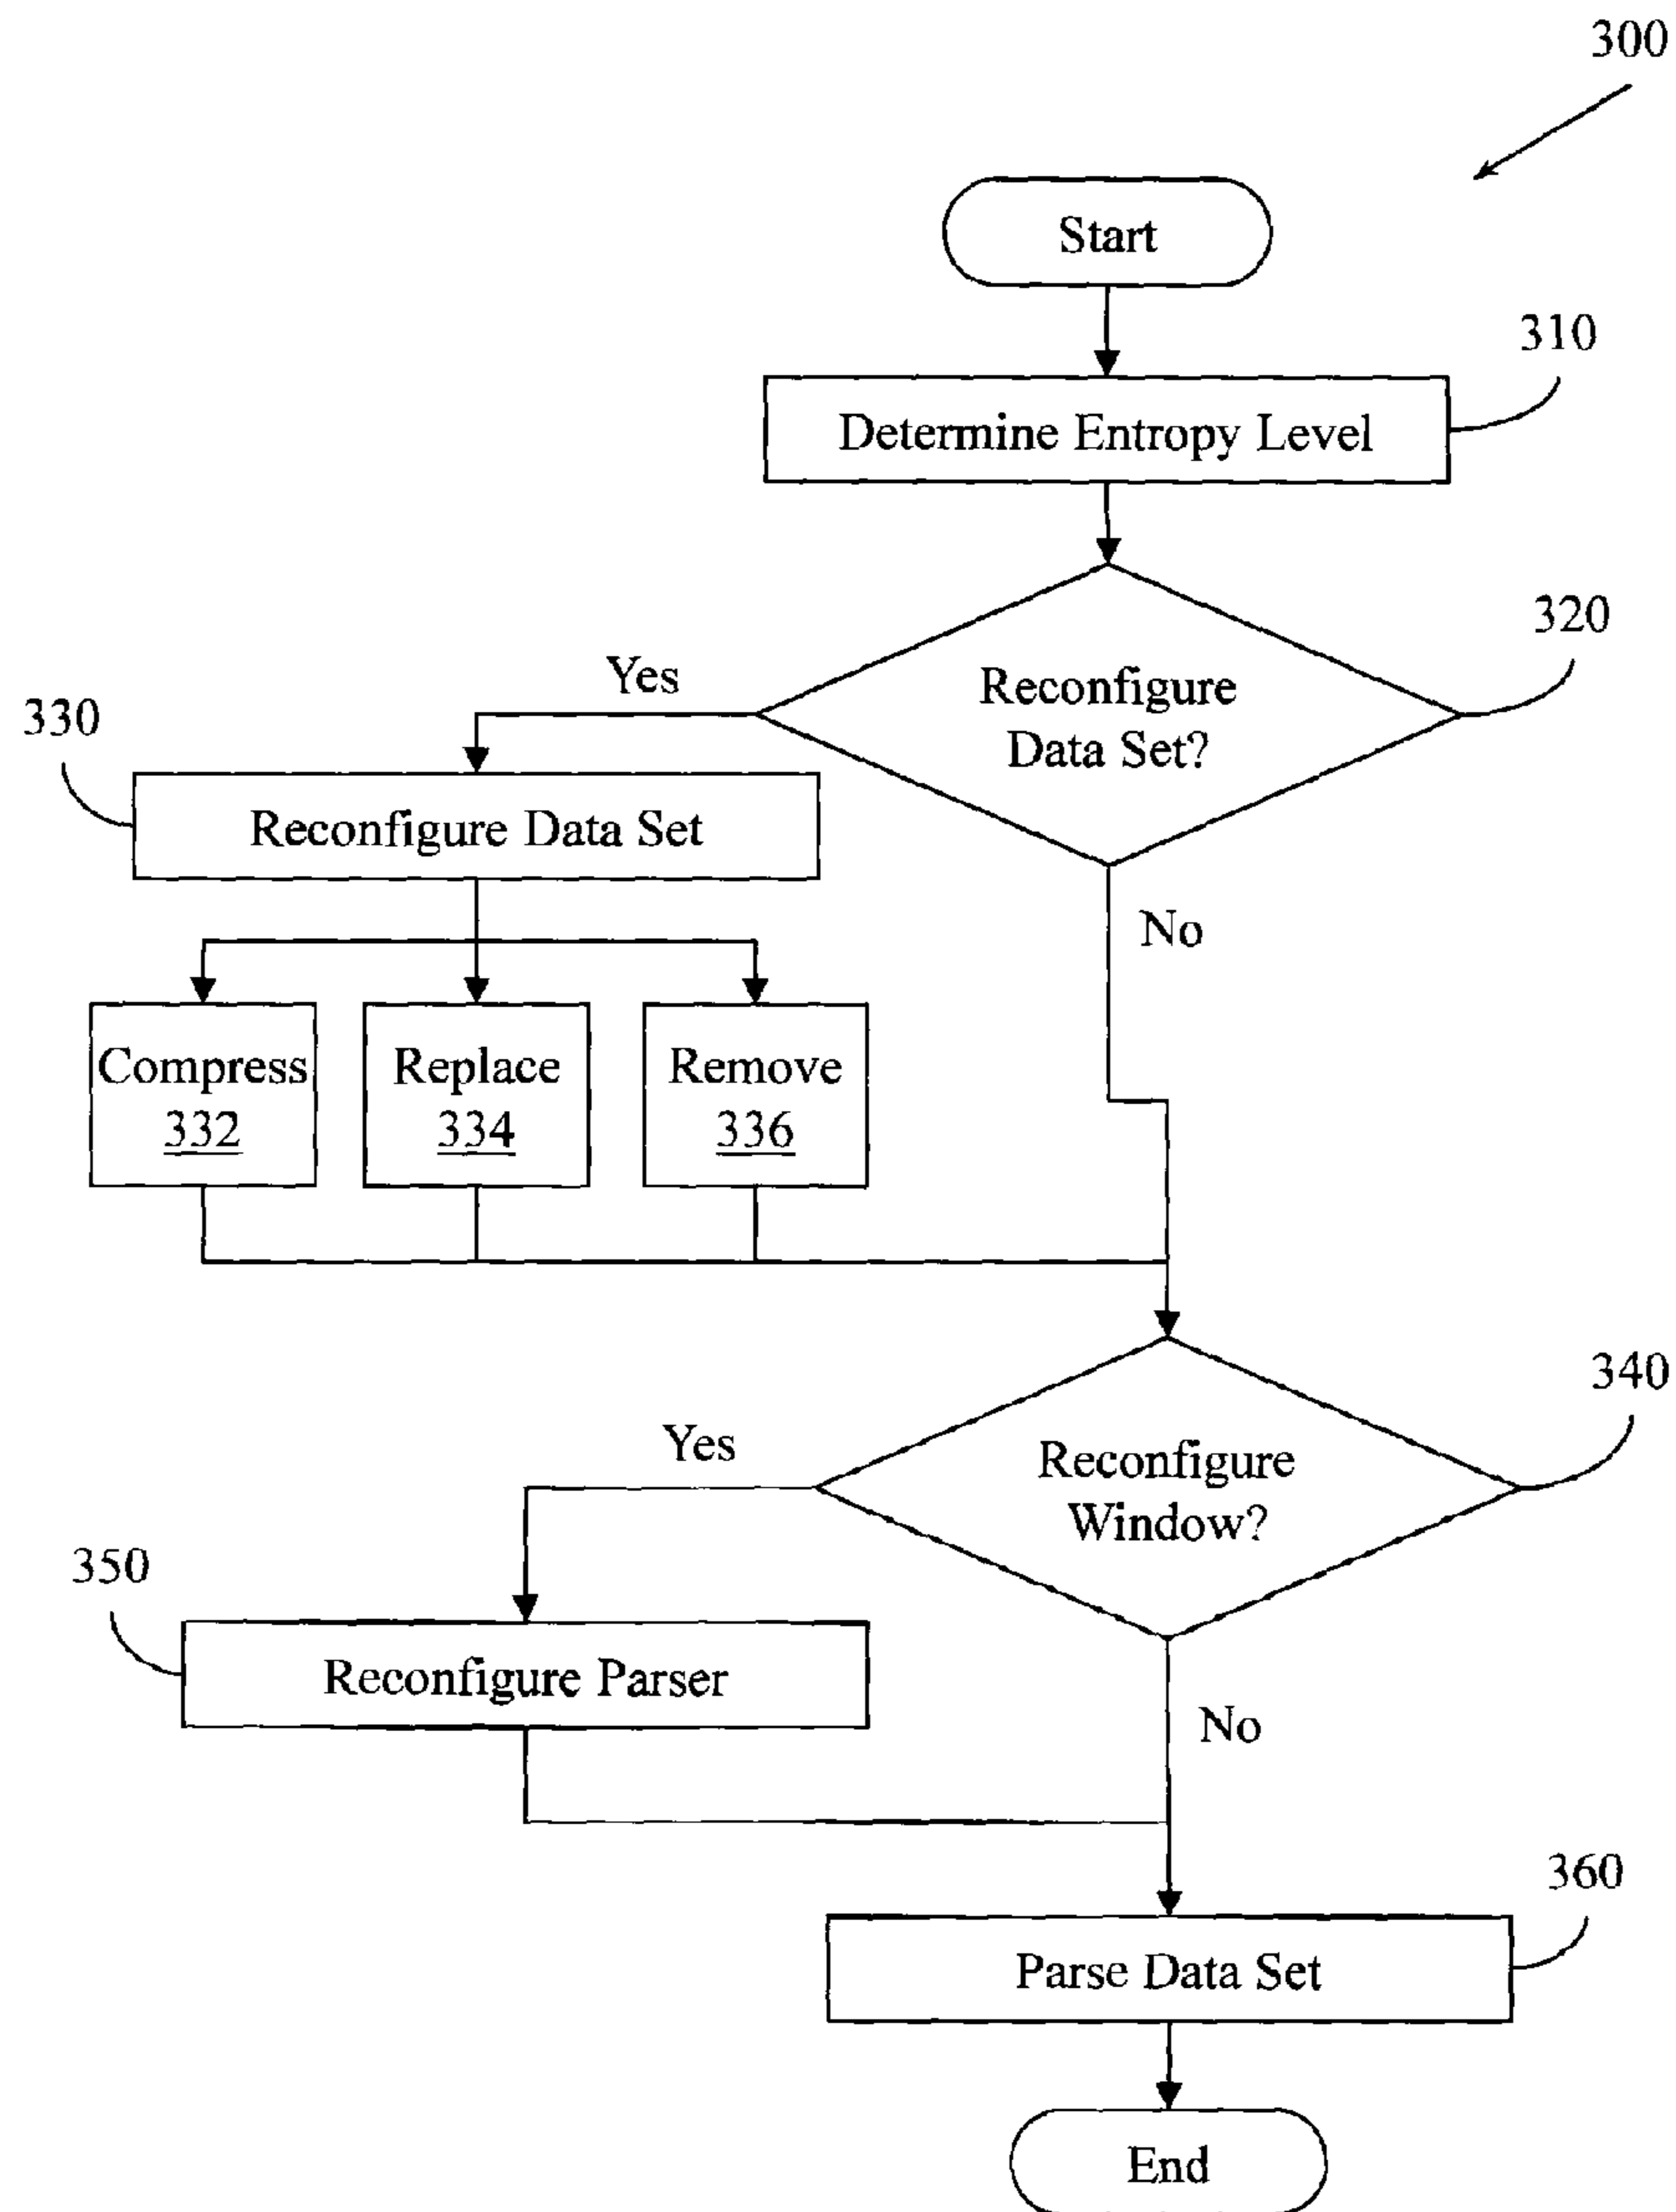 300
Start
310
Determine Entropy Level
320
Reconfigure
Data Set?
Yes
330
Reconfigure Data Set
No
Compress
332
Replace
334
Remove
336
340
Reconfigure
Window?
Yes
350
Reconfigure Parser
No
360
Parse Data Set
End